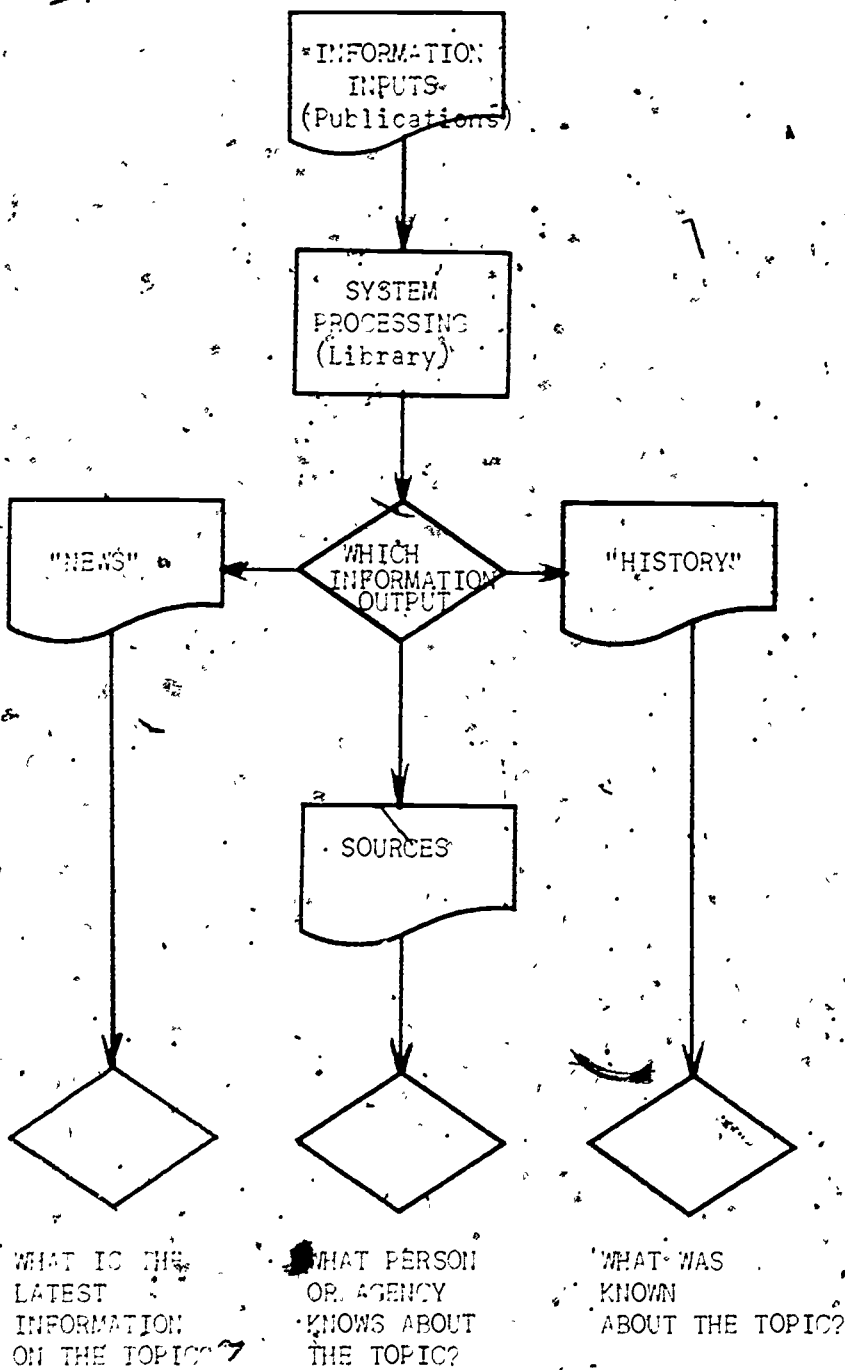 INFORMATION
INPUTS
(Publications)
SYSTEM
PROCESSING
(Library)
"NEWS"
WHICH
INFORMATION
OUTPUT
"HISTORY"
SOURCES
WHAT IS THE
LATEST
INFORMATION
ON THE TOPIC?
WHAT PERSON
OR AGENCY
KNOWS ABOUT
THE TOPIC?
WHAT WAS
KNOWN
ABOUT THE TOPIC?